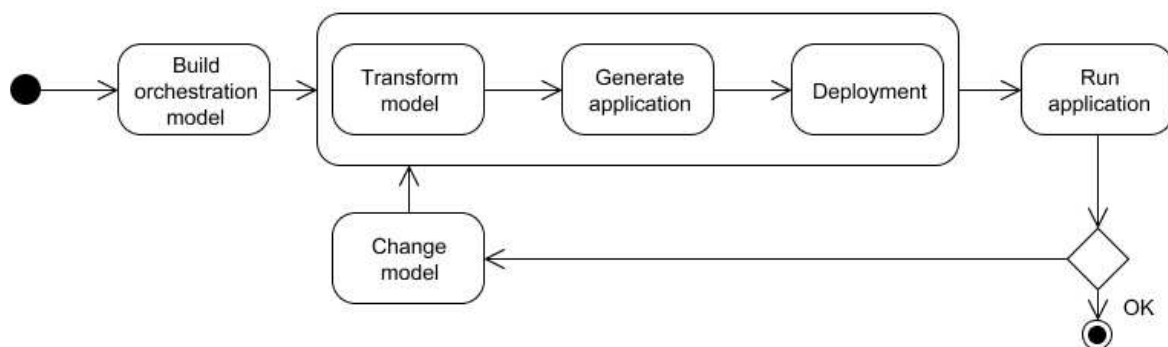 Build
orchestration
model
Transform
model
Generate
application
Deployment
Run
application
Change
model
OK